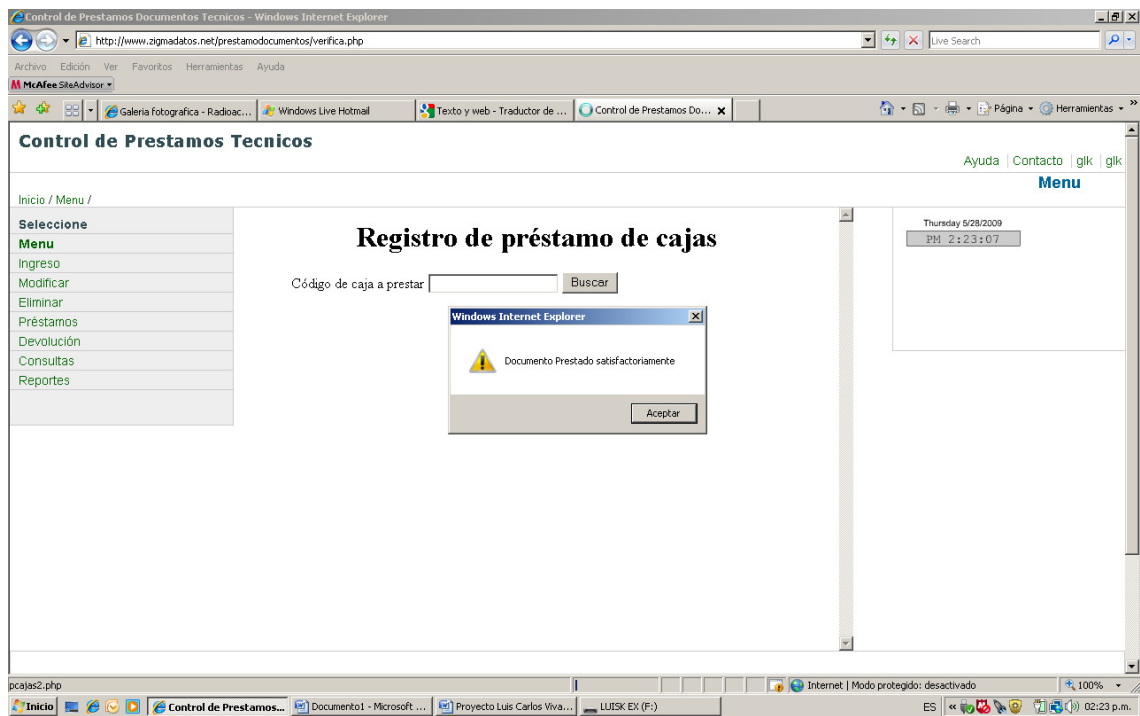 Control de Prestamos Documentos Tecnicos - Windows Internet Explorer
http://www.zigmadatos.net/prestamodocumentos/verifica.php
Live Search
Archivo Edición Ver Favoritos Herramientas Ayuda
McAfee SiteAdvisor
Galeria fotografica - Radioac... Windows Live Hotmail Texto y web - Traductor de ... Control de Prestamos Do... Página Herramientas
Control de Prestamos Tecnicos
Ayuda | Contacto | glk | glk
Menu
Inicio / Menu /
Seleccione
Menu
Ingreso
Modificar
Eliminar
Préstamos
Devolución
Consultas
Reportes
Registro de préstamo de cajas
Código de caja a prestar Buscar
Windows Internet Explorer
Documento Prestado satisfactoriamente
Aceptar
Thursday 5/28/2009
PM 2:23:07
pcajas2.php Internet | Modo protegido: desactivado 100%
Inicio Control de Prestamos... Documento1 - Microsoft ... Proyecto Luis Carlos Viva... LUISK EX (F:) ES 02:23 p.m.